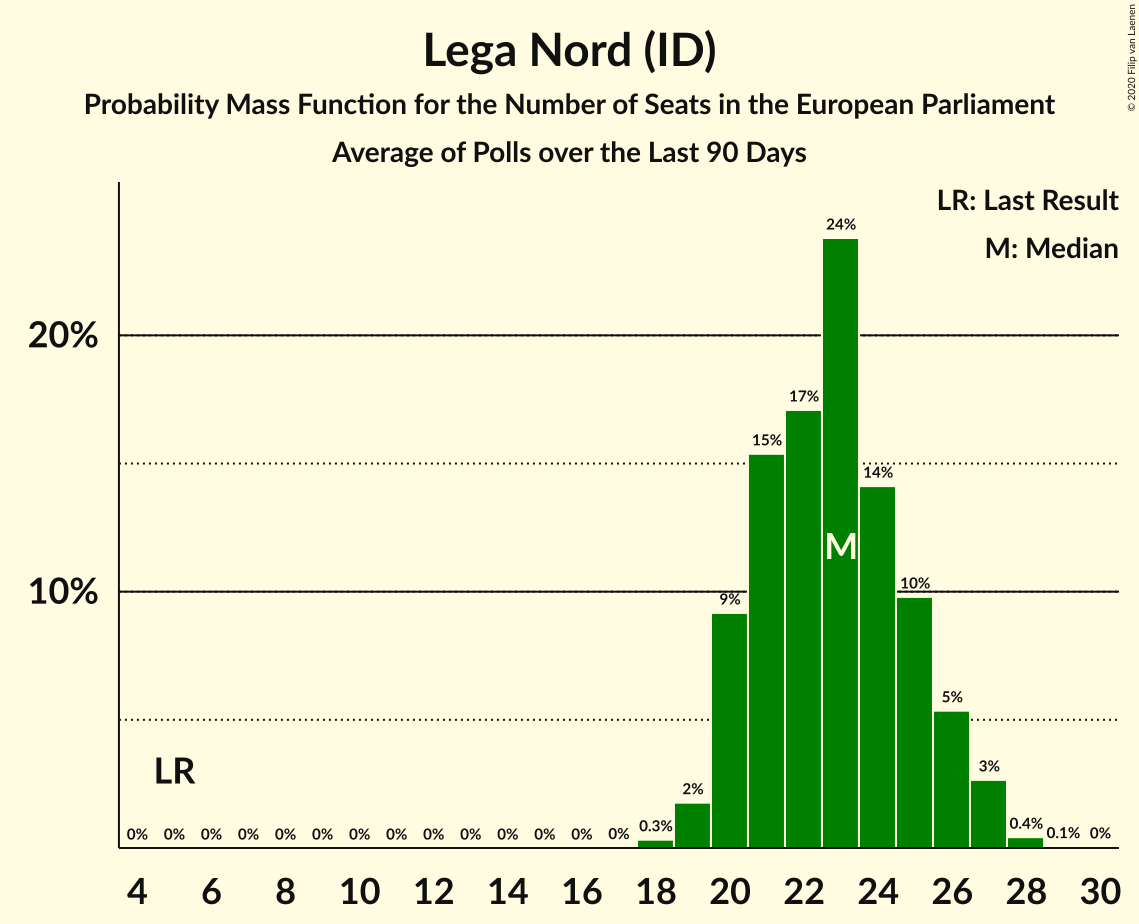 Lega Nord (ID)
Probability Mass Function for the Number of Seats in the European Parliament
Average of Polls over the Last 90 Days
© 2020 Filip van Laenen
LR: Last Result
M: Median
24%
20%
17%
15%
14%
M
10%
10%
9%
5%
LR
3%
2%
0% 0% 0% 0% 0% 0% 0% 0% 0% 0% 0% 0% 0% 0% 0.3% 0.4% 0.1% 0%
4 6 8 10 12 14 16 18 20 22 24 26 28 30